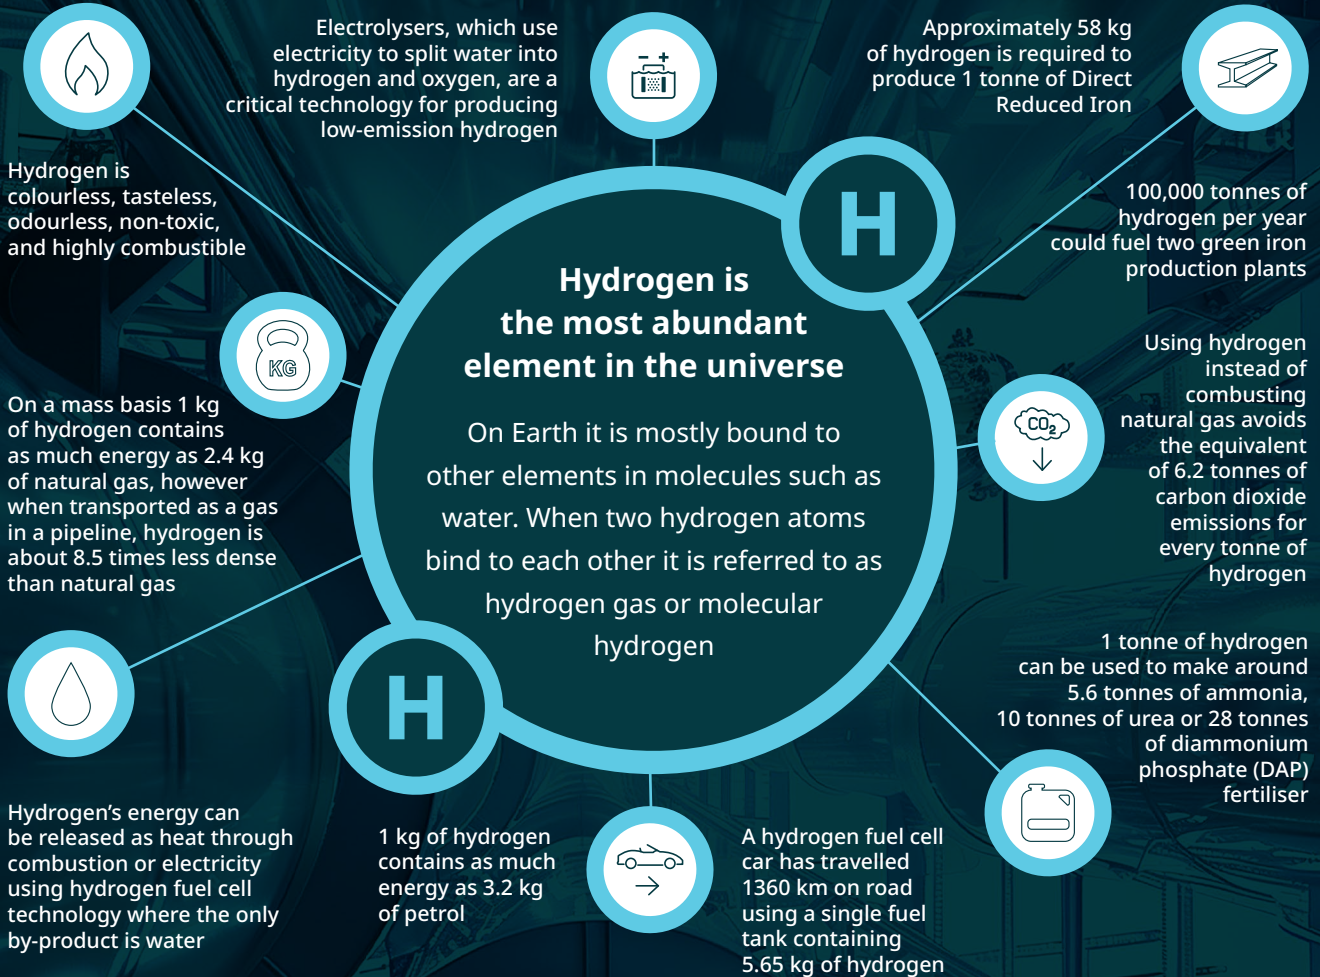 Hydrogen is
colourless, tasteless,
odourless, non-toxic,
and highly combustible
Electrolysers, which use
electricity to split water into
hydrogen and oxygen, are a
critical technology for producing
low-emission hydrogen
- +
Approximately 58 kg
of hydrogen is required to
produce 1 tonne of Direct
Reduced Iron
100,000 tonnes of
hydrogen per year
could fuel two green iron
production plants
H
Hydrogen is
the most abundant
element in the universe
On Earth it is mostly bound to
other elements in molecules such as
water. When two hydrogen atoms
bind to each other it is referred to as
hydrogen gas or molecular
hydrogen
H
KG
On a mass basis 1 kg
of hydrogen contains
as much energy as 2.4 kg
of natural gas, however
when transported as a gas
in a pipeline, hydrogen is
about 8.5 times less dense
than natural gas
CO₂
Using hydrogen
instead of
combusting
natural gas avoids
the equivalent
of 6.2 tonnes of
carbon dioxide
emissions for
every tonne of
hydrogen
1 tonne of hydrogen
can be used to make around
5.6 tonnes of ammonia,
10 tonnes of urea or 28 tonnes
of diammonium
phosphate (DAP)
fertiliser
Hydrogen’s energy can
be released as heat through
combustion or electricity
using hydrogen fuel cell
technology where the only
by-product is water
1 kg of hydrogen
contains as much
energy as 3.2 kg
of petrol
A hydrogen fuel cell
car has travelled
1360 km on road
using a single fuel
tank containing
5.65 kg of hydrogen